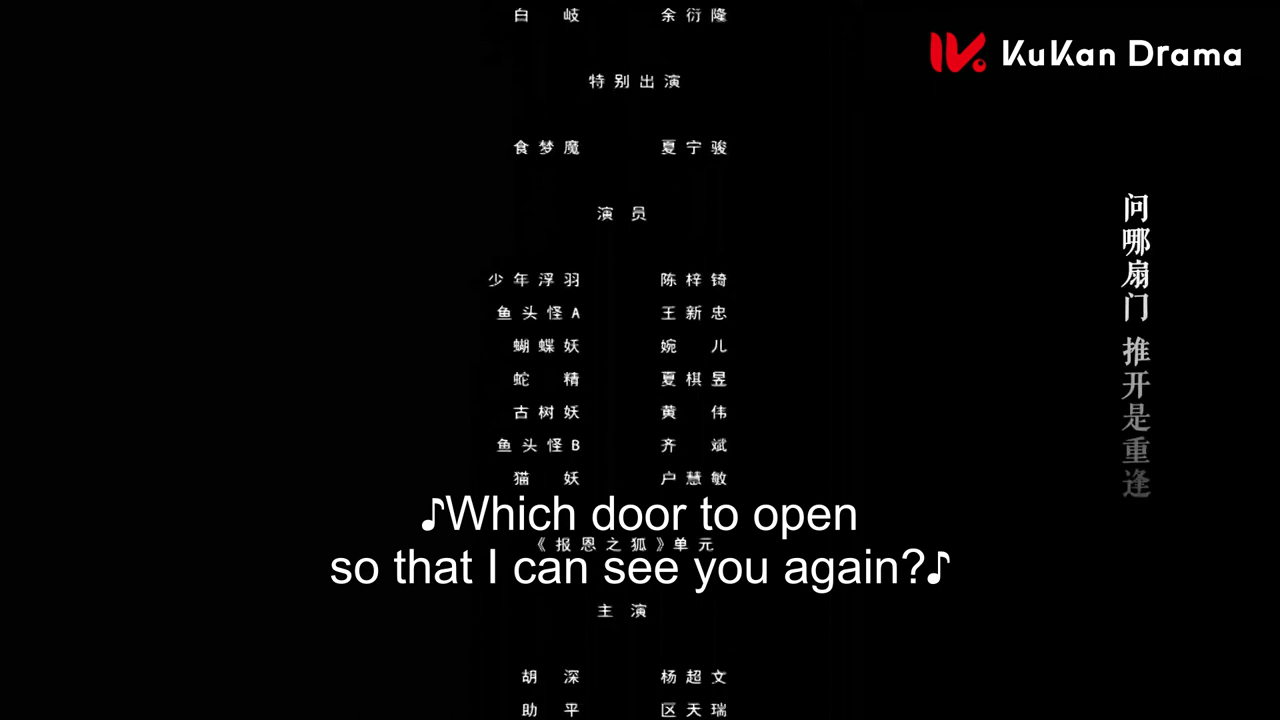 白岐 余衍隆
KuKan Drama
特别出演
食梦魔 夏宁骏
演员
少年浮羽 陈梓锜
鱼头怪A 王新忠
蝴蝶妖 婉儿
蛇精 夏棋昱
古树妖 黄伟
鱼头怪B 齐斌
猫妖 户慧敏
♪Which door to open
《报恩之狐》单元
so that I can see you again?♪
主演
胡深 杨超文
助平 区天瑞
问哪扇门 推开是重逢